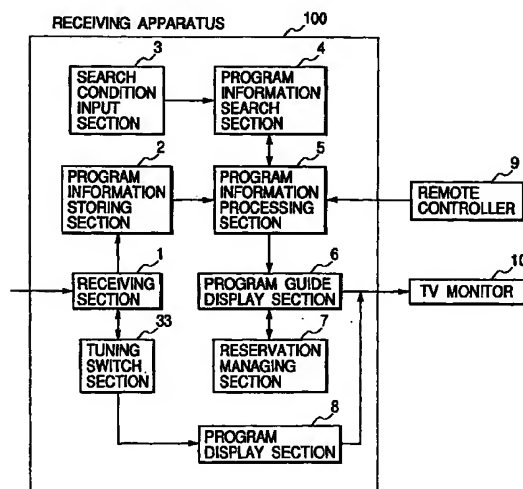 RECEIVING APPARATUS
100
3
SEARCH
CONDITION
INPUT
SECTION
4
PROGRAM
INFORMATION
SEARCH
SECTION
2
PROGRAM
INFORMATION
STORING
SECTION
5
PROGRAM
INFORMATION
PROCESSING
SECTION
9
REMOTE
CONTROLLER
1
RECEIVING
SECTION
6
PROGRAM GUIDE
DISPLAY SECTION
10
TV MONITOR
33
TUNING
SWITCH
SECTION
7
RESERVATION
MANAGING
SECTION
8
PROGRAM
DISPLAY SECTION